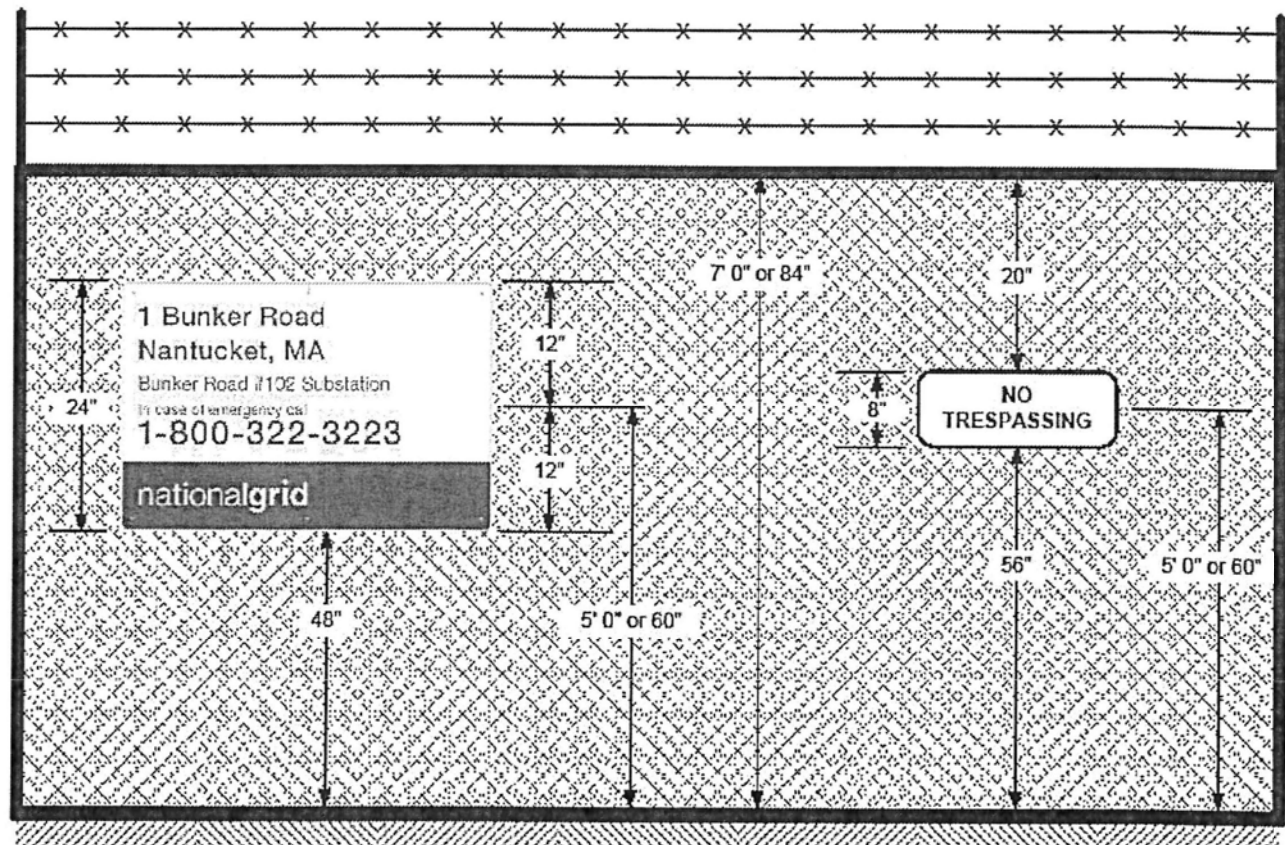 7' 0" or 84"
20"
1 Bunker Road
Nantucket, MA
Bunker Road #102 Substation
In case of emergency call
1-800-322-3223
nationalgrid
24"
12"
12"
8"
NO
TRESPASSING
48"
5' 0" or 60"
56"
5' 0" or 60"